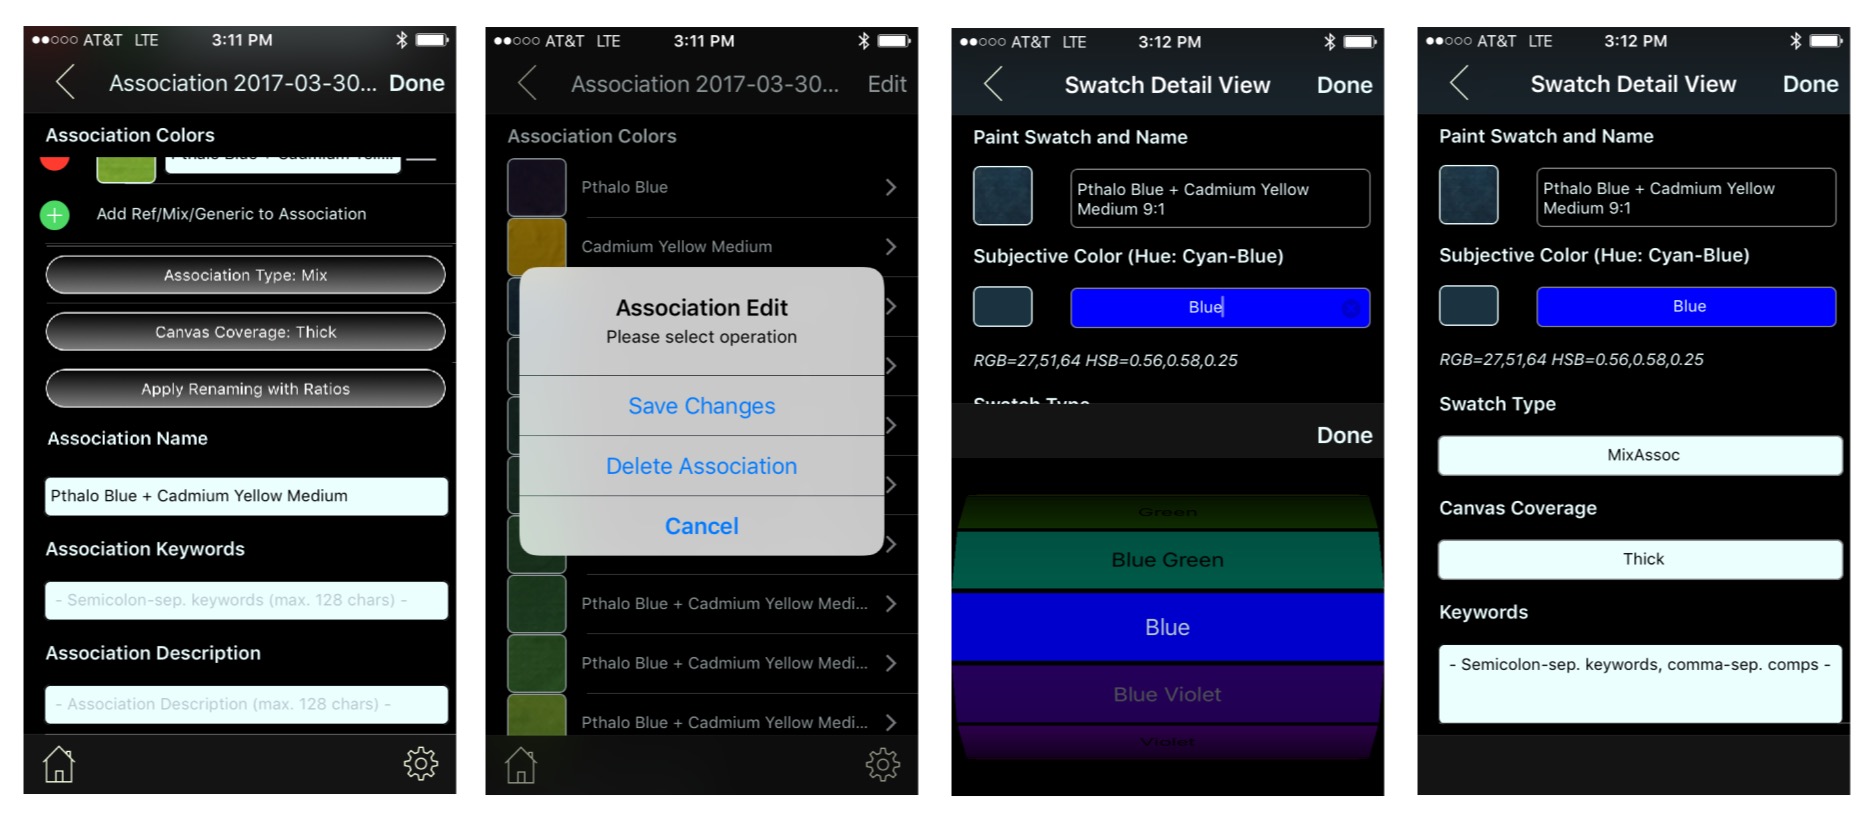 ●●○○○ AT&T LTE 3:11 PM
Association 2017-03-30... Done
Association Colors
Pthalo Blue + Cadmium Yell...
Add Ref/Mix/Generic to Association
Association Type: Mix
Canvas Coverage: Thick
Apply Renaming with Ratios
Association Name
Pthalo Blue + Cadmium Yellow Medium
Association Keywords
- Semicolon-sep. keywords (max. 128 chars) -
Association Description
- Association Description (max. 128 chars) -
●●○○○ AT&T LTE 3:11 PM
Association 2017-03-30... Edit
Association Colors
Pthalo Blue
Cadmium Yellow Medium
Association Edit
Please select operation
Save Changes
Delete Association
Cancel
Pthalo Blue + Cadmium Yellow Medi...
Pthalo Blue + Cadmium Yellow Medi...
Pthalo Blue + Cadmium Yellow Medi...
●●○○○ AT&T LTE 3:12 PM
Swatch Detail View Done
Paint Swatch and Name
Pthalo Blue + Cadmium Yellow
Medium 9:1
Subjective Color (Hue: Cyan-Blue)
Blue
RGB=27,51,64 HSB=0.56,0.58,0.25
Swatch Type
Done
Green
Blue Green
Blue
Blue Violet
Violet
●●○○○ AT&T LTE 3:12 PM
Swatch Detail View Done
Paint Swatch and Name
Pthalo Blue + Cadmium Yellow
Medium 9:1
Subjective Color (Hue: Cyan-Blue)
Blue
RGB=27,51,64 HSB=0.56,0.58,0.25
Swatch Type
MixAssoc
Canvas Coverage
Thick
Keywords
- Semicolon-sep. keywords, comma-sep. comps -